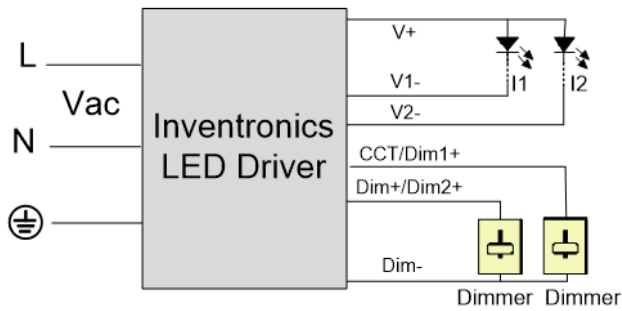 L
Vac
N
Inventronics
LED Driver
V+
V1-
I1
I2
V2-
CCT/Dim1+
Dim+/Dim2+
Dim-
Dimmer
Dimmer